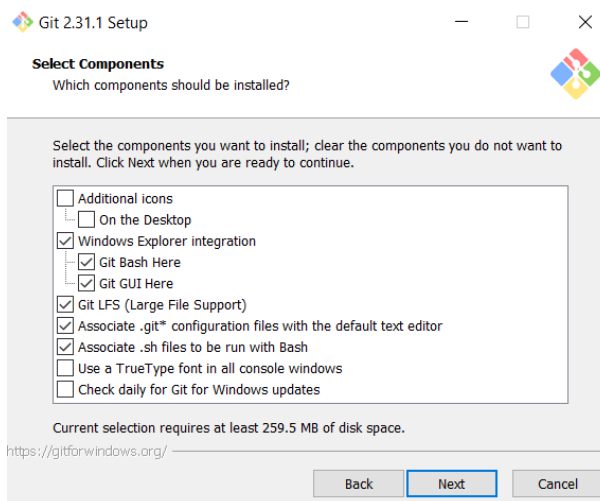 Git 2.31.1 Setup
Select Components
Which components should be installed?
Select the components you want to install; clear the components you do not want to
install. Click Next when you are ready to continue.
Additional icons
On the Desktop
Windows Explorer integration
Git Bash Here
Git GUI Here
Git LFS (Large File Support)
Associate .git* configuration files with the default text editor
Associate .sh files to be run with Bash
Use a TrueType font in all console windows
Check daily for Git for Windows updates
Current selection requires at least 259.5 MB of disk space.
https://gitforwindows.org/
Back Next Cancel